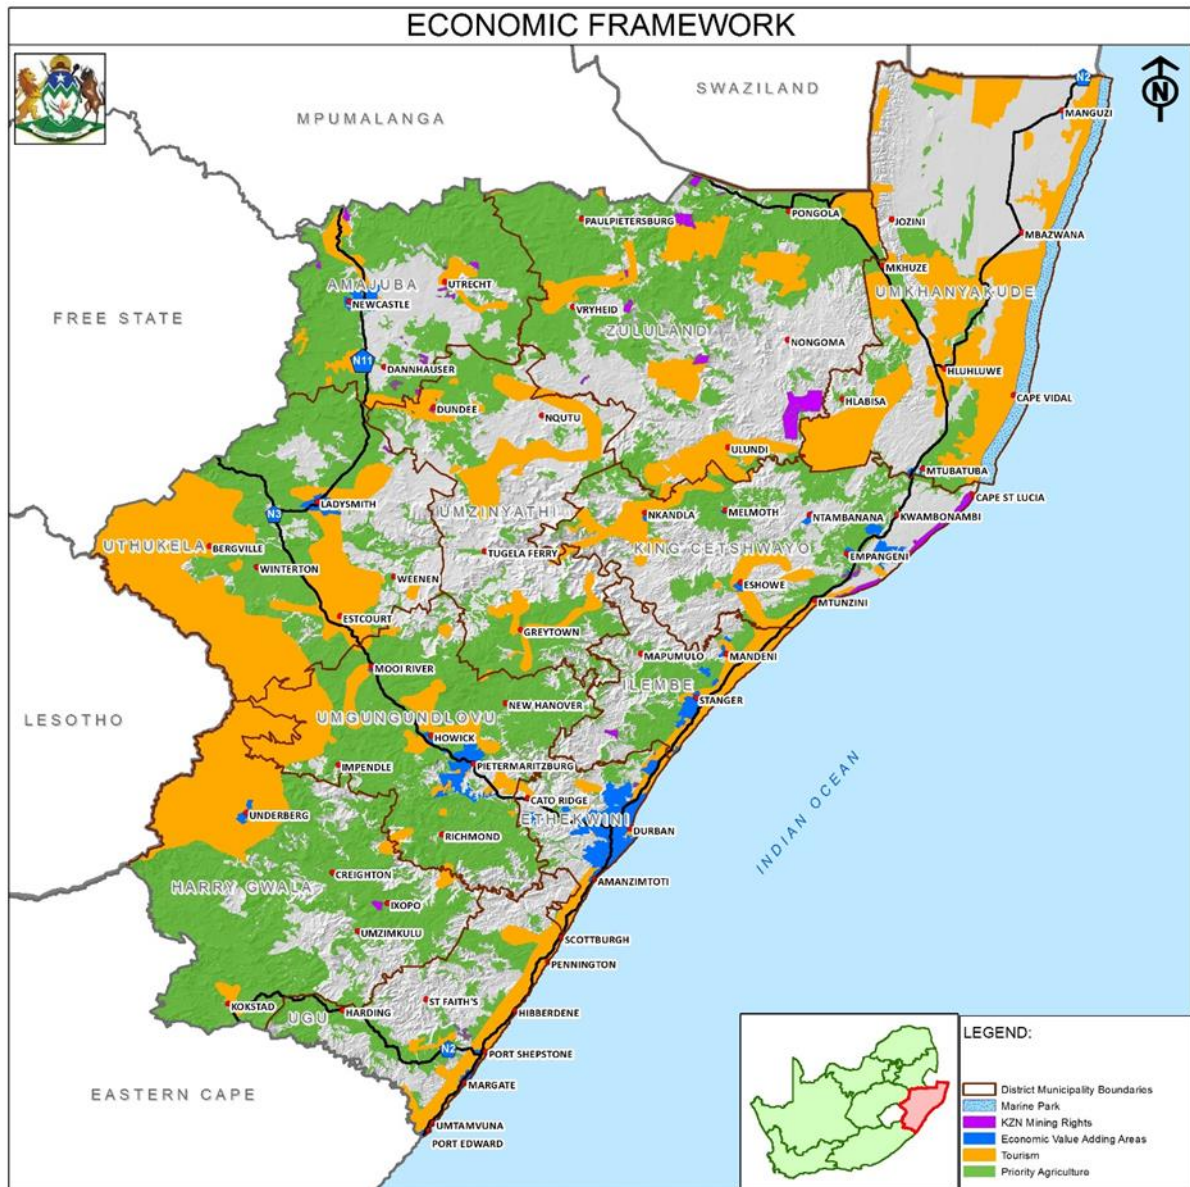 ECONOMIC FRAMEWORK
SWAZILAND
MPUMALANGA
N
N2
MANGUZI
PAULPIETERSBURG
PONGOLA
JOZINI
MBAZWANA
MKHUZE
AMAJUBA
UTRECHT
UMKHANYAKUDE
NEWCASTLE
VRYHEID
FREE STATE
ZULULAND
NONGOMA
N11
DANNHAUSER
HLUHLUWE
HLABISA
CAPE VIDAL
DUNDEE
NQUTU
ULUNDI
MTUBATUBA
LADYSMITH
CAPE ST LUCIA
N3
UMZINYATHI
NKANDLA
MELMOTH
NTAMBANANA
KWAMBONAMBI
UTHUKELA
BERGVILLE
TUGELA FERRY
KING CETSHWAYO
EMPANGENI
WINTERTON
WEENEN
ESHOWE
MTUNZINI
ESTCOURT
GREYTOWN
MAPUMULO
MANDENI
MOOI RIVER
ILEMBE
STANGER
NEW HANOVER
LESOTHO
UMGUNGUNDLOVU
HOWICK
IMPENDLE
PIETERMARITZBURG
INDIAN OCEAN
CATO RIDGE
UNDERBERG
ETHEKWINI
DURBAN
RICHMOND
CREIGHTON
AMANZIMTOTI
HARRY GWALA
IXOPO
UMZIMKULU
SCOTTBURGH
PENNINGTON
KOKSTAD
ST FAITH'S
HARDING
UGU
HIBBERDENE
N2
PORT SHEPSTONE
MARGATE
EASTERN CAPE
UMTAMVUNA
PORT EDWARD
LEGEND:
District Municipality Boundaries
Marine Park
KZN Mining Rights
Economic Value Adding Areas
Tourism
Priority Agriculture